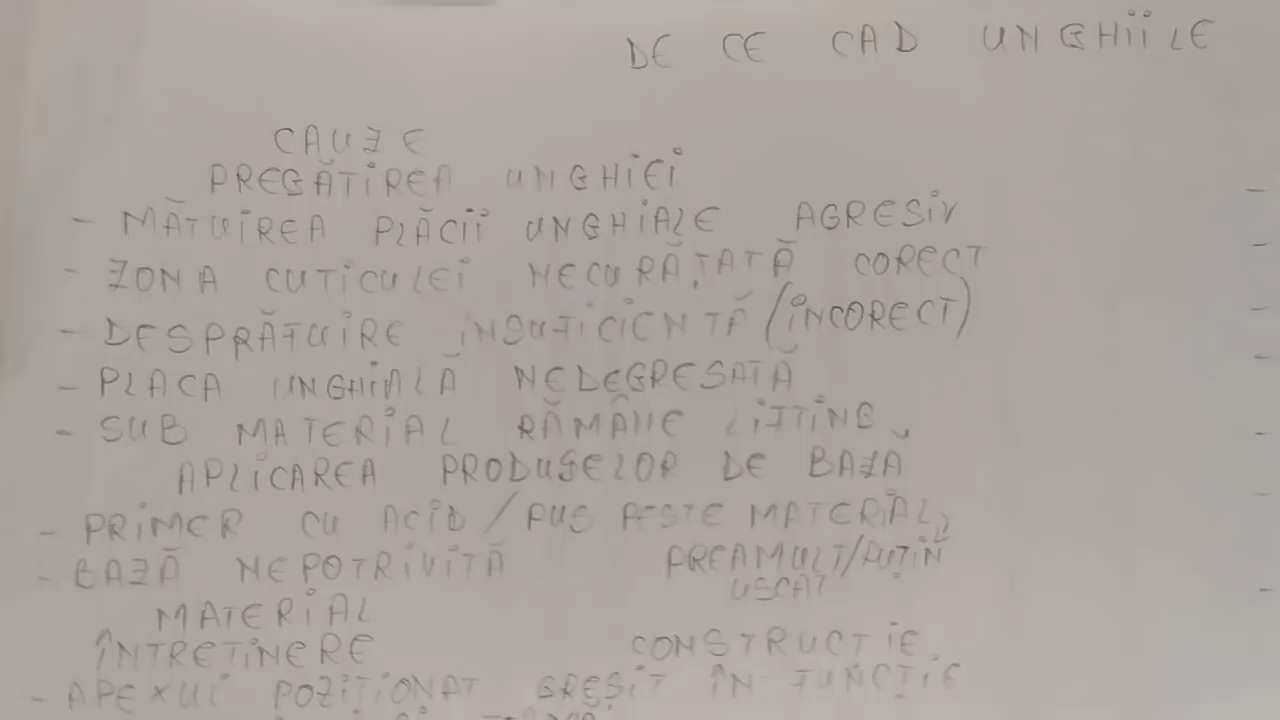 DE CE CAD UNGHIILE
CAUZE
PREGĂTIREA UNGHIEI
- MĂTUIREA PLĂCII UNGHIALE AGRESIV
- ZONA CUTICULEI NECURĂȚATĂ CORECT
- DESPRĂFUIRE INSUFICIENTĂ (ÎNCORECT)
- PLACA UNGHIALĂ NEDEGRESATĂ
- SUB MATERIAL RĂMÂNE LIFTING
APLICAREA PRODUSELOR DE BAZĂ
- PRIMER CU ACID / PUS PESTE MATERIAL,
- BAZĂ NEPOTRIVITĂ PREAMULT/PUȚIN
USCAT
MATERIAL
ÎNTREȚINERE CONSTRUCȚIE
- APEXUL POZIȚIONAT GREȘIT ÎN FUNCȚIE